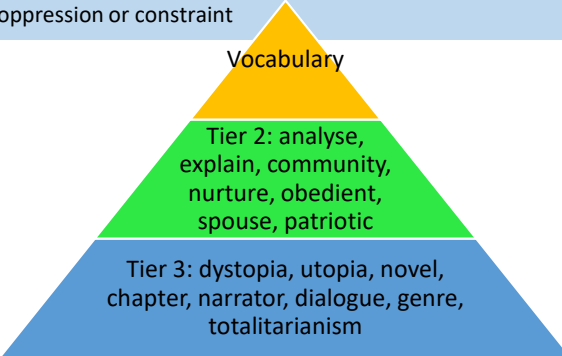 oppression or constraint
Vocabulary
Tier 2: analyse,
explain, community,
nurture, obedient,
spouse, patriotic
Tier 3: dystopia, utopia, novel,
chapter, narrator, dialogue, genre,
totalitarianism